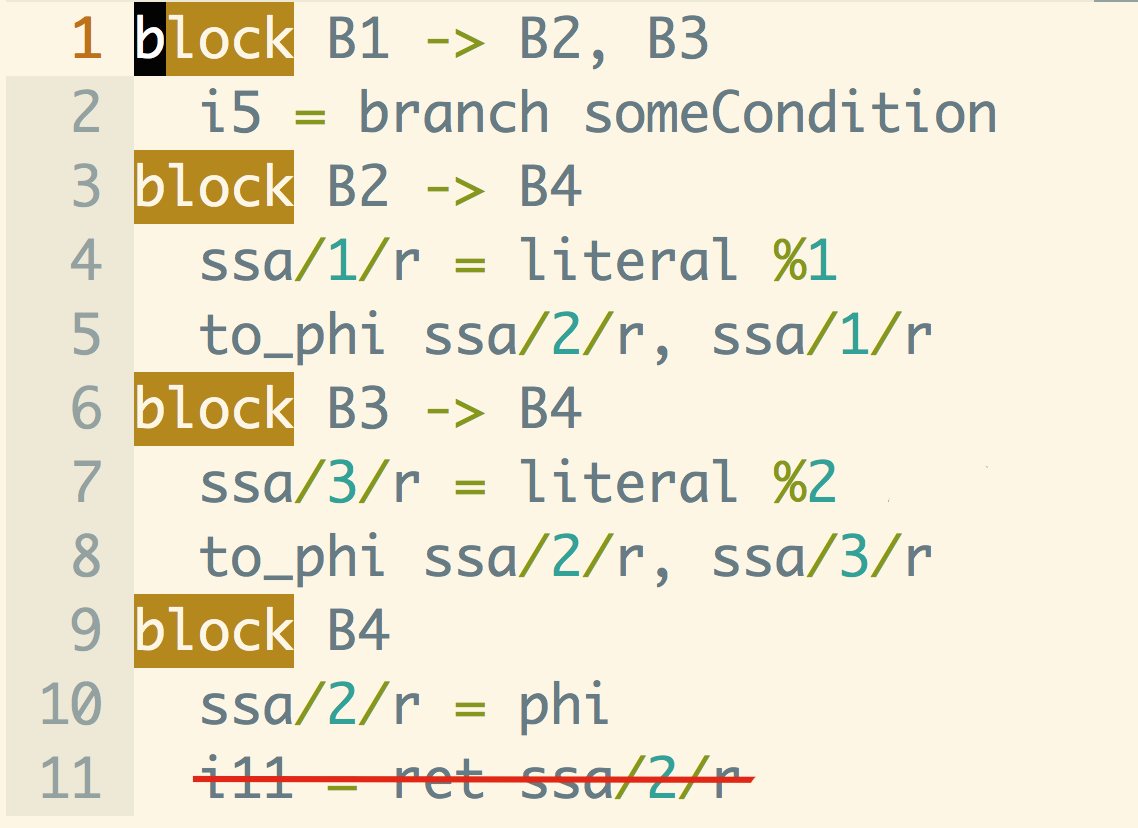 1 block B1 -> B2, B3
2 i5 = branch someCondition
3 block B2 -> B4
4 ssa/1/r = literal %1
5 to_phi ssa/2/r, ssa/1/r
6 block B3 -> B4
7 ssa/3/r = literal %2
8 to_phi ssa/2/r, ssa/3/r
9 block B4
10 ssa/2/r = phi
11 i11 = ret ssa/2/r